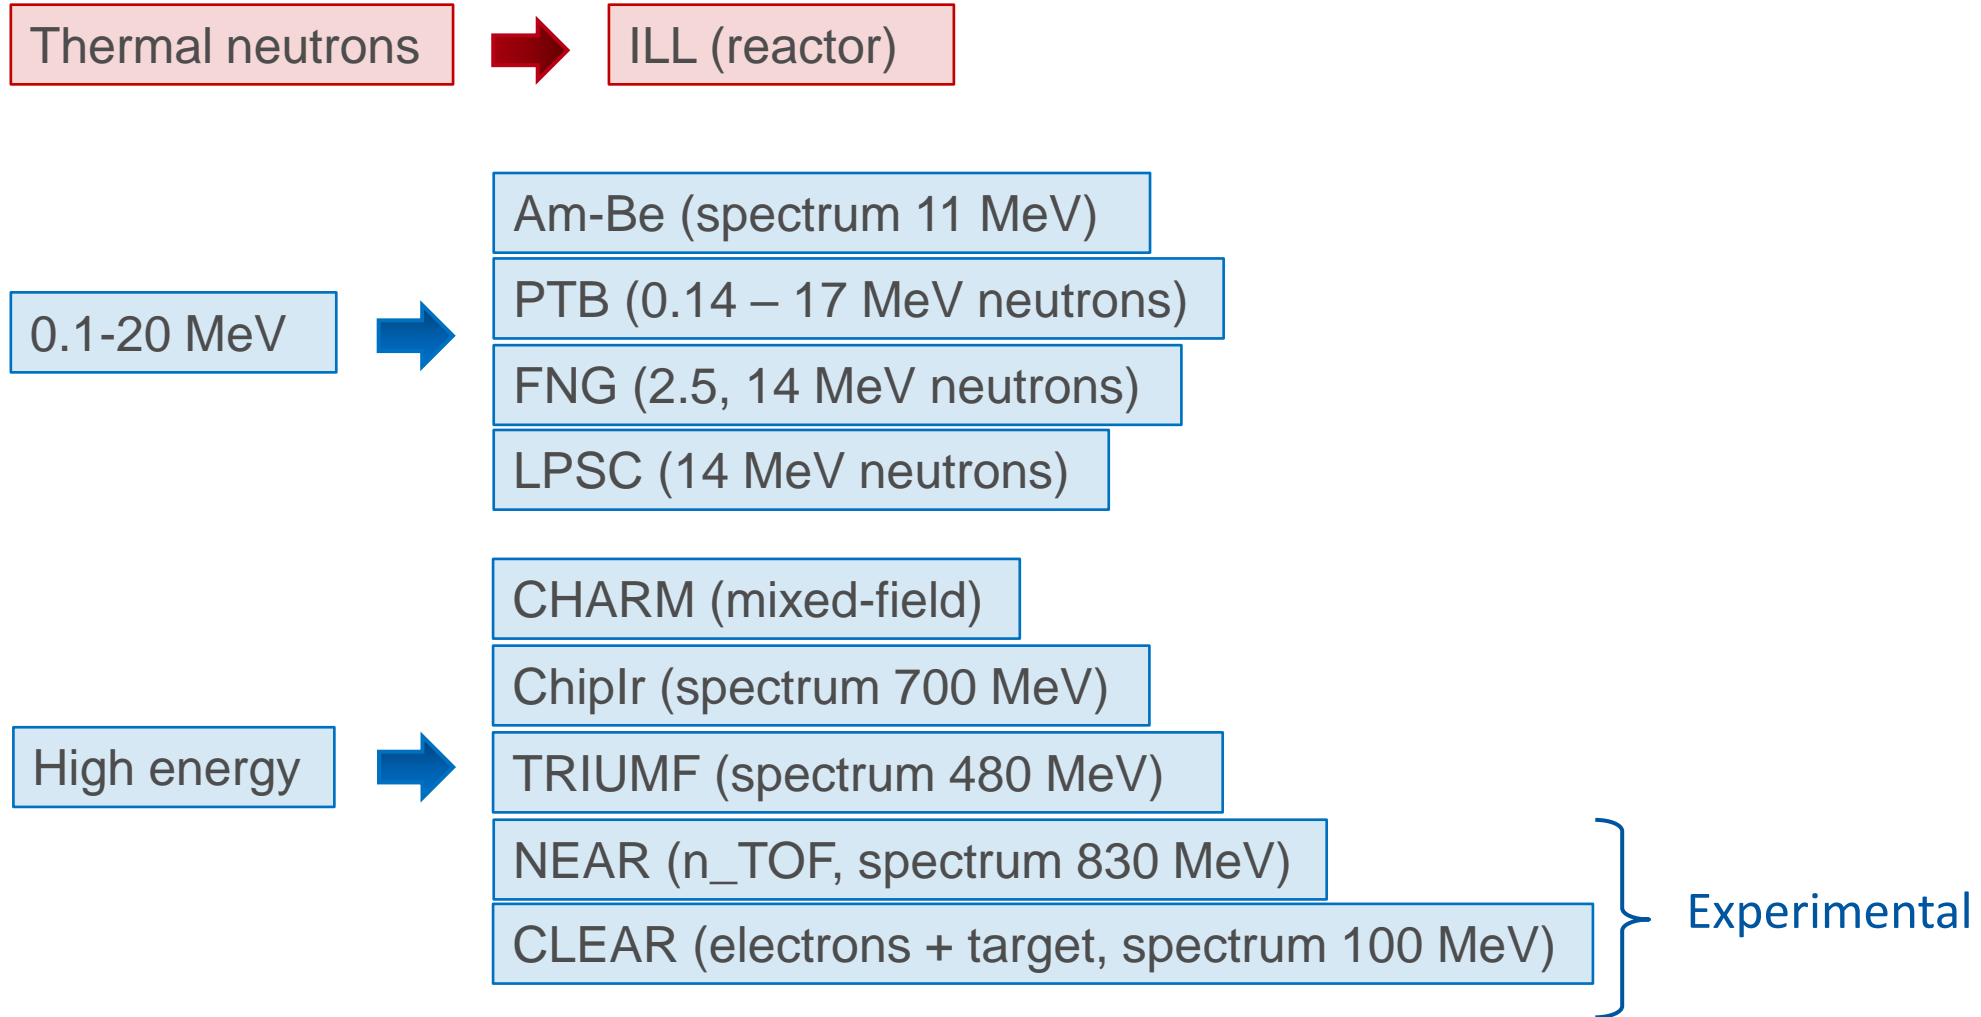 Thermal neutrons
ILL (reactor)
Am-Be (spectrum 11 MeV)
PTB (0.14 – 17 MeV neutrons)
0.1-20 MeV
FNG (2.5, 14 MeV neutrons)
LPSC (14 MeV neutrons)
CHARM (mixed-field)
ChipIr (spectrum 700 MeV)
High energy
TRIUMF (spectrum 480 MeV)
NEAR (n_TOF, spectrum 830 MeV)
CLEAR (electrons + target, spectrum 100 MeV)
Experimental